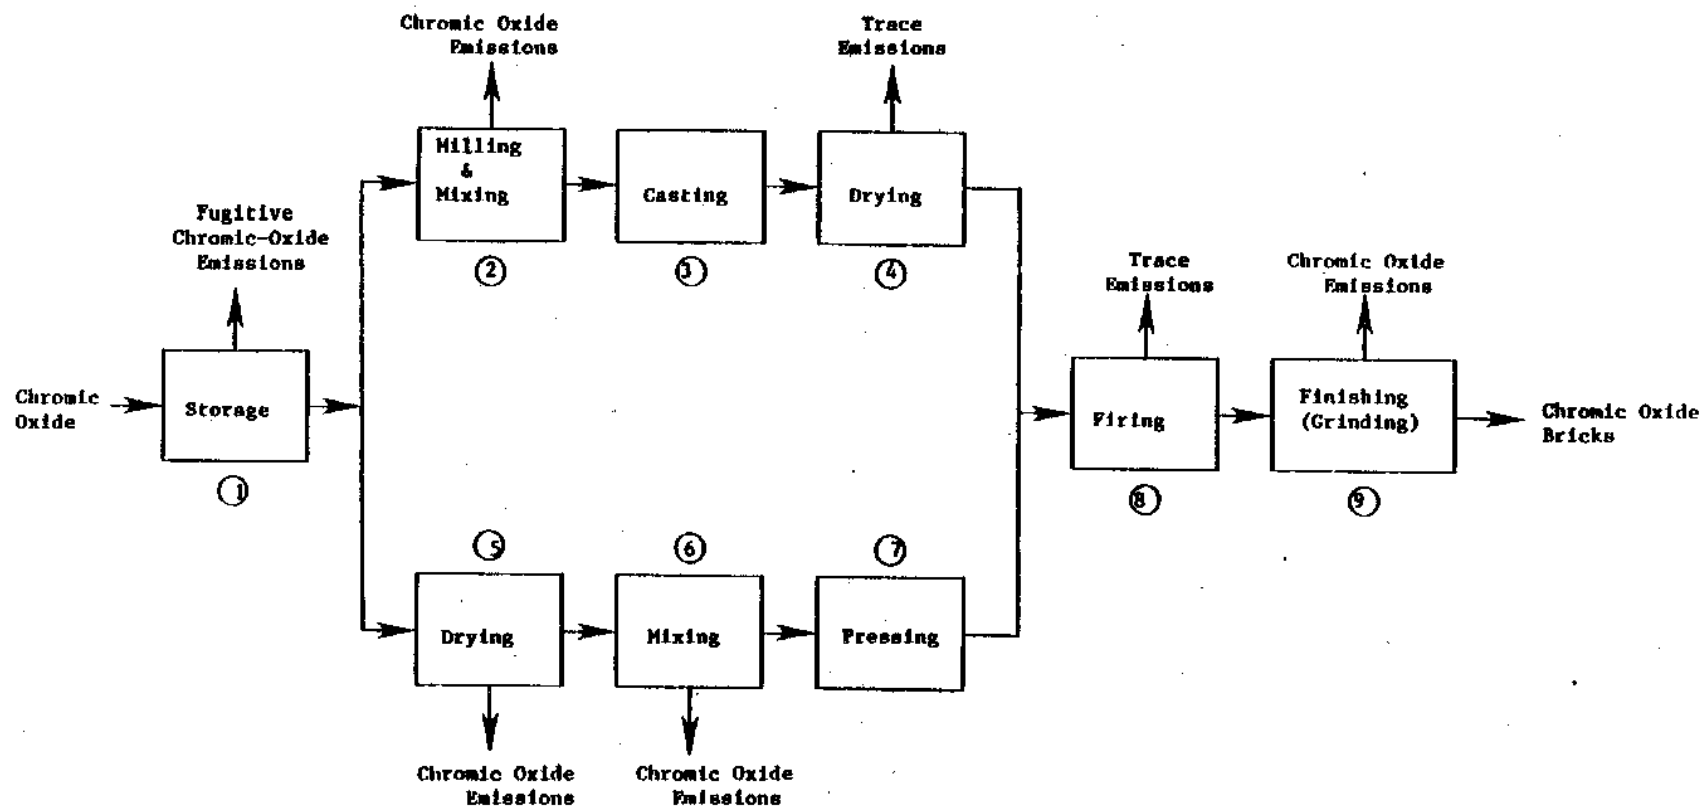 Chromic Oxide
Emissions
Trace
Emissions
Milling
&
Mixing
Casting
Drying
2
3
4
Fugitive
Chromic-Oxide
Emissions
Trace
Emissions
Chromic Oxide
Emissions
Chromic
Oxide
Storage
Firing
Finishing
(Grinding)
Chromic Oxide
Bricks
1
8
9
5
6
7
Drying
Mixing
Pressing
Chromic Oxide
Emissions
Chromic Oxide
Emissions